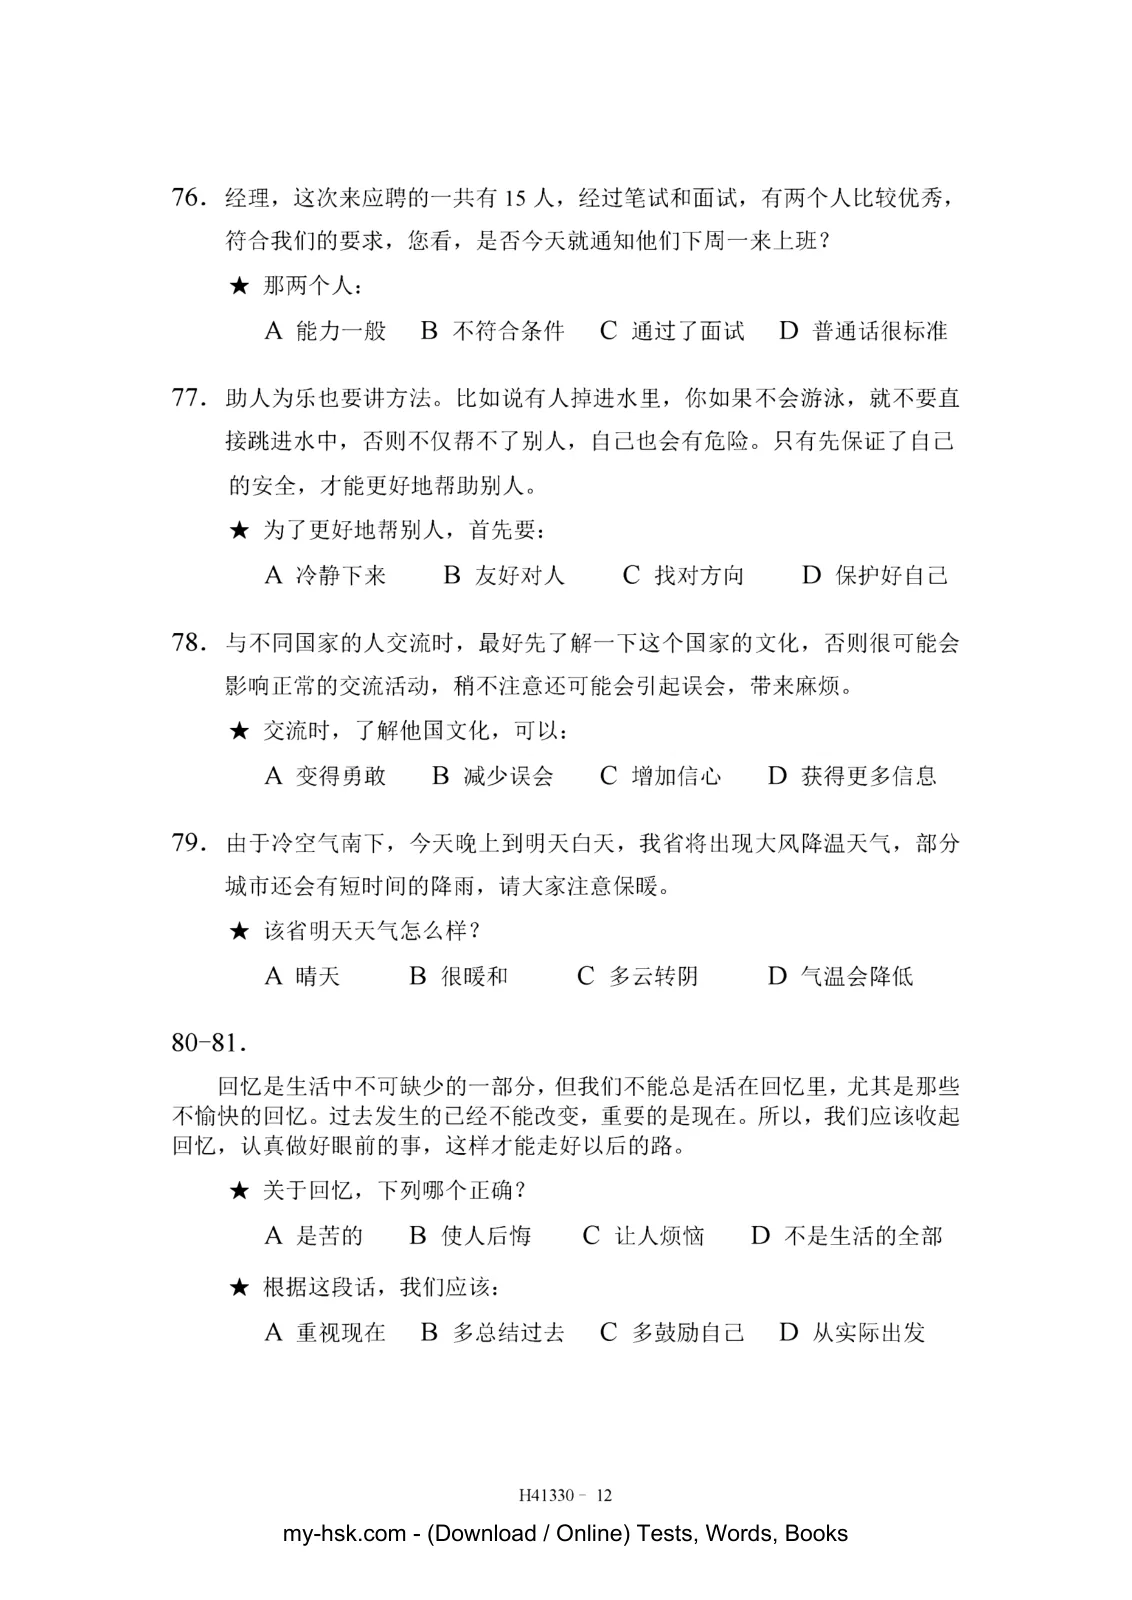 76. 经理，这次来应聘的一共有 15 人，经过笔试和面试，有两个人比较优秀，
符合我们的要求，您看，是否今天就通知他们下周一来上班？
★ 那两个人：
A 能力一般 B 不符合条件 C 通过了面试 D 普通话很标准
77. 助人为乐也要讲方法。比如说有人掉进水里，你如果不会游泳，就不要直
接跳进水中，否则不仅帮不了别人，自己也会有危险。只有先保证了自己
的安全，才能更好地帮助别人。
★ 为了更好地帮别人，首先要：
A 冷静下来 B 友好对人 C 找对方向 D 保护好自己
78. 与不同国家的人交流时，最好先了解一下这个国家的文化，否则很可能会
影响正常的交流活动，稍不注意还可能会引起误会，带来麻烦。
★ 交流时，了解他国文化，可以：
A 变得勇敢 B 减少误会 C 增加信心 D 获得更多信息
79. 由于冷空气南下，今天晚上到明天白天，我省将出现大风降温天气，部分
城市还会有短时间的降雨，请大家注意保暖。
★ 该省明天天气怎么样？
A 晴天 B 很暖和 C 多云转阴 D 气温会降低
80-81.
回忆是生活中不可缺少的一部分，但我们不能总是活在回忆里，尤其是那些
不愉快的回忆。过去发生的已经不能改变，重要的是现在。所以，我们应该收起
回忆，认真做好眼前的事，这样才能走好以后的路。
★ 关于回忆，下列哪个正确？
A 是苦的 B 使人后悔 C 让人烦恼 D 不是生活的全部
★ 根据这段话，我们应该：
A 重视现在 B 多总结过去 C 多鼓励自己 D 从实际出发
H41330 - 12
my-hsk.com - (Download / Online) Tests, Words, Books